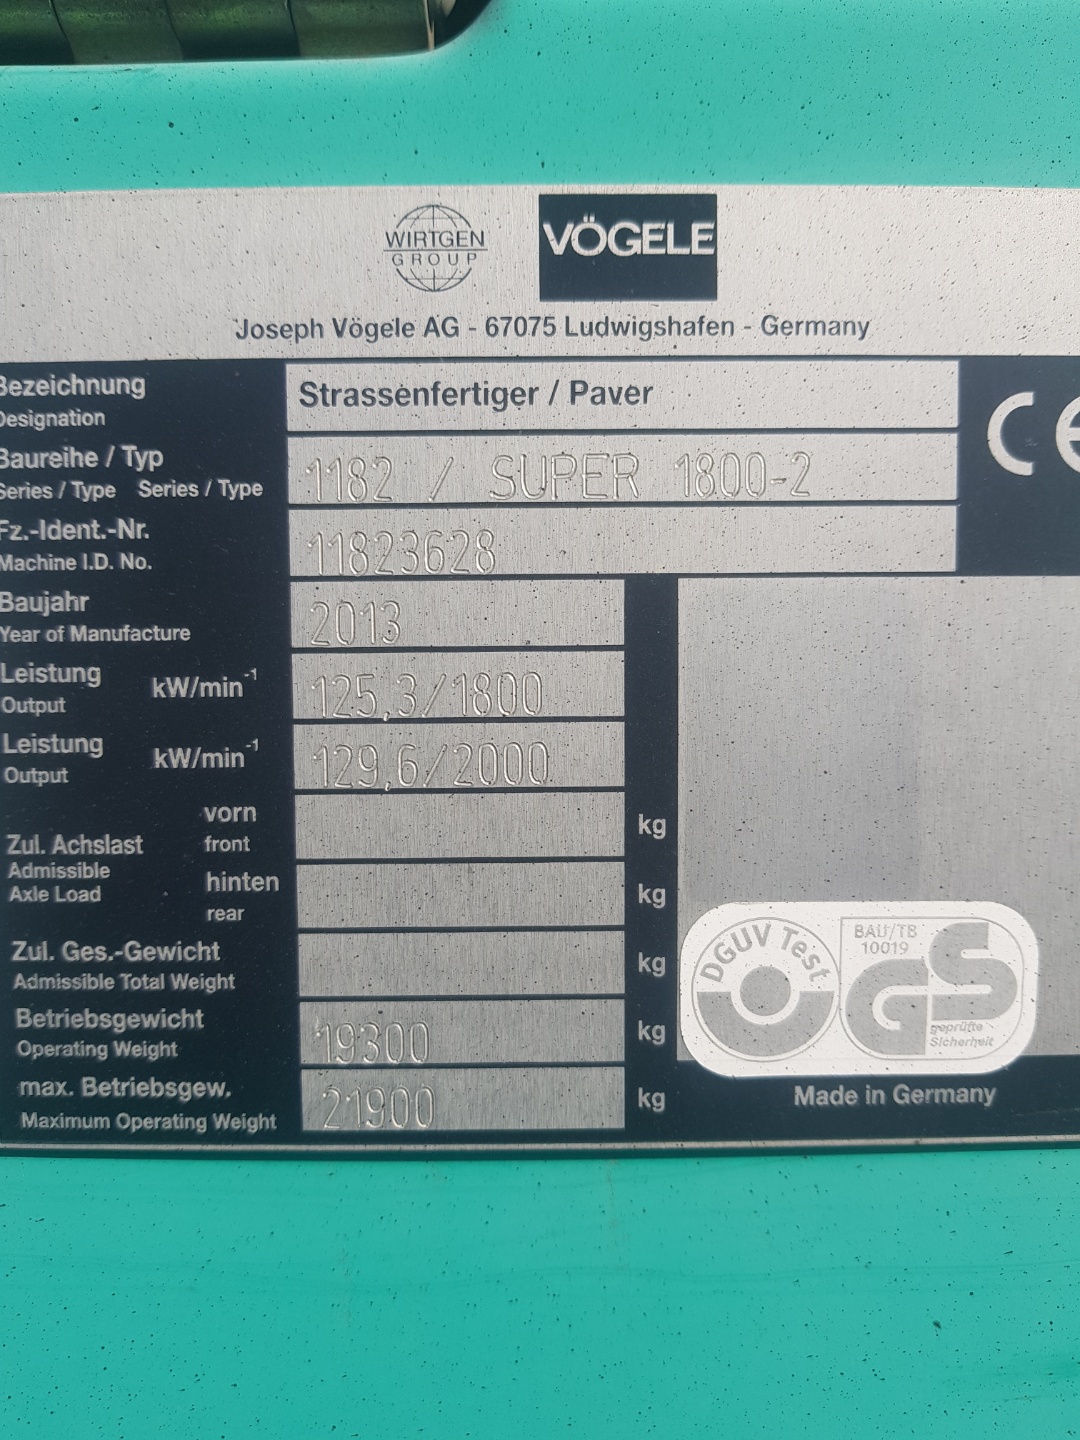 WIRTGEN
GROUP
VÖGELE
Joseph Vögele AG - 67075 Ludwigshafen - Germany
Bezeichnung
Designation
Strassenfertiger / Paver
CE
Baureihe / Typ
Series / Type Series / Type
1182 / SUPER 1800-2
Fz.-Ident.-Nr.
Machine I.D. No.
11823628
Baujahr
Year of Manufacture
2013
Leistung
Output
kW/min⁻¹
125,3/1800
Leistung
Output
kW/min⁻¹
129,6/2000
Zul. Achslast
Admissible
Axle Load
vorn
front
kg
hinten
rear
kg
Zul. Ges.-Gewicht
Admissible Total Weight
kg
Betriebsgewicht
Operating Weight
19300
kg
max. Betriebsgew.
Maximum Operating Weight
21900
kg
DGUV Test
BAU/TB
10019
GS
geprüfte
Sicherheit
Made in Germany